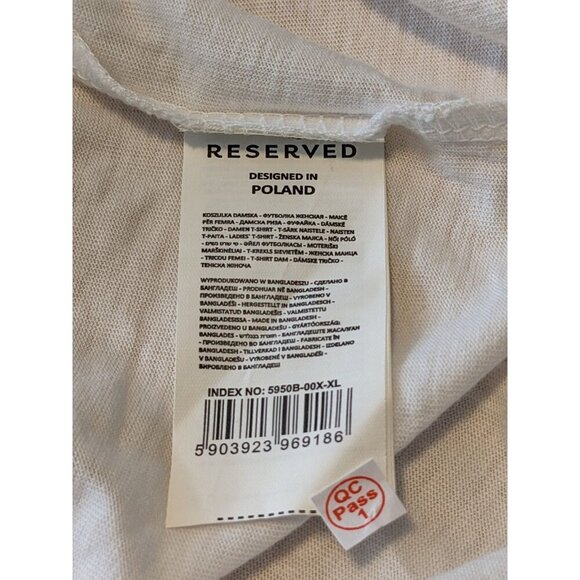 RESERVED
DESIGNED IN
POLAND
KOSZULKA DAMSKA - ФУТБОЛКА ЖЕНСКАЯ - MAICË
PËR FEMRA - ДАМСКА РИЗА - ФУФАЙКА - DÁMSKÉ
TRIČKO - DAMEN T-SHIRT - T-SÄRK NAISTELE - NAISTEN
T-PAITA - LADIES' T-SHIRT - ŽENSKA MAJICA - NŐI PÓLÓ
MARŠKINĖLIAI - T-KREKLS SIEVIETĒM - ЖЕНСКА МАИЦА
- TRICOU FEMEI - T-SHIRT DAM - DÁMSKE TRIČKO -
ТЕНІСКА ЖІНОЧА
WYPRODUKOWANO W BANGLADESZU - СДЕЛАНО В
БАНГЛАДЕШ - PRODHUAR NË BANGLADESH -
ПРОИЗВЕДЕНО В БАНГЛАДЕШ - VYROBENO V
BANGLADÉŠI - HERGESTELLT IN BANGLADESCH -
VALMISTATUD BANGLADESIS - VALMISTETTU
BANGLADESISSA - MADE IN BANGLADESH -
PROIZVEDENO U BANGLADEŠU - GYÁRTÓORSZÁG:
BANGLADES - БАНГЛАДЕШТЕ ЖАСАЛҒАН
- ПРОИЗВЕДЕНО ВО БАНГЛАДЕШ - FABRICATE ÎN
BANGLADESH - TILLVERKAD I BANGLADESH - IZDELANO
V BANGLADEŠU - VYROBENÉ V BANGLADÉŠI -
ВИРОБЛЕНО В БАНГЛАДЕШ
INDEX NO: 5950B-00X-XL
5 903923 969186
QC
Pass
1